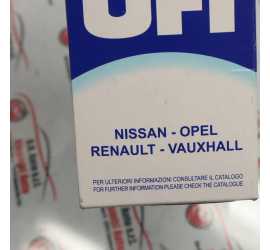 UFI
NISSAN - OPEL
RENAULT - VAUXHALL
PER ULTERIORI INFORMAZIONI CONSULTARE IL CATALOGO
FOR FURTHER INFORMATION PLEASE CHECK THE CATALOGUE